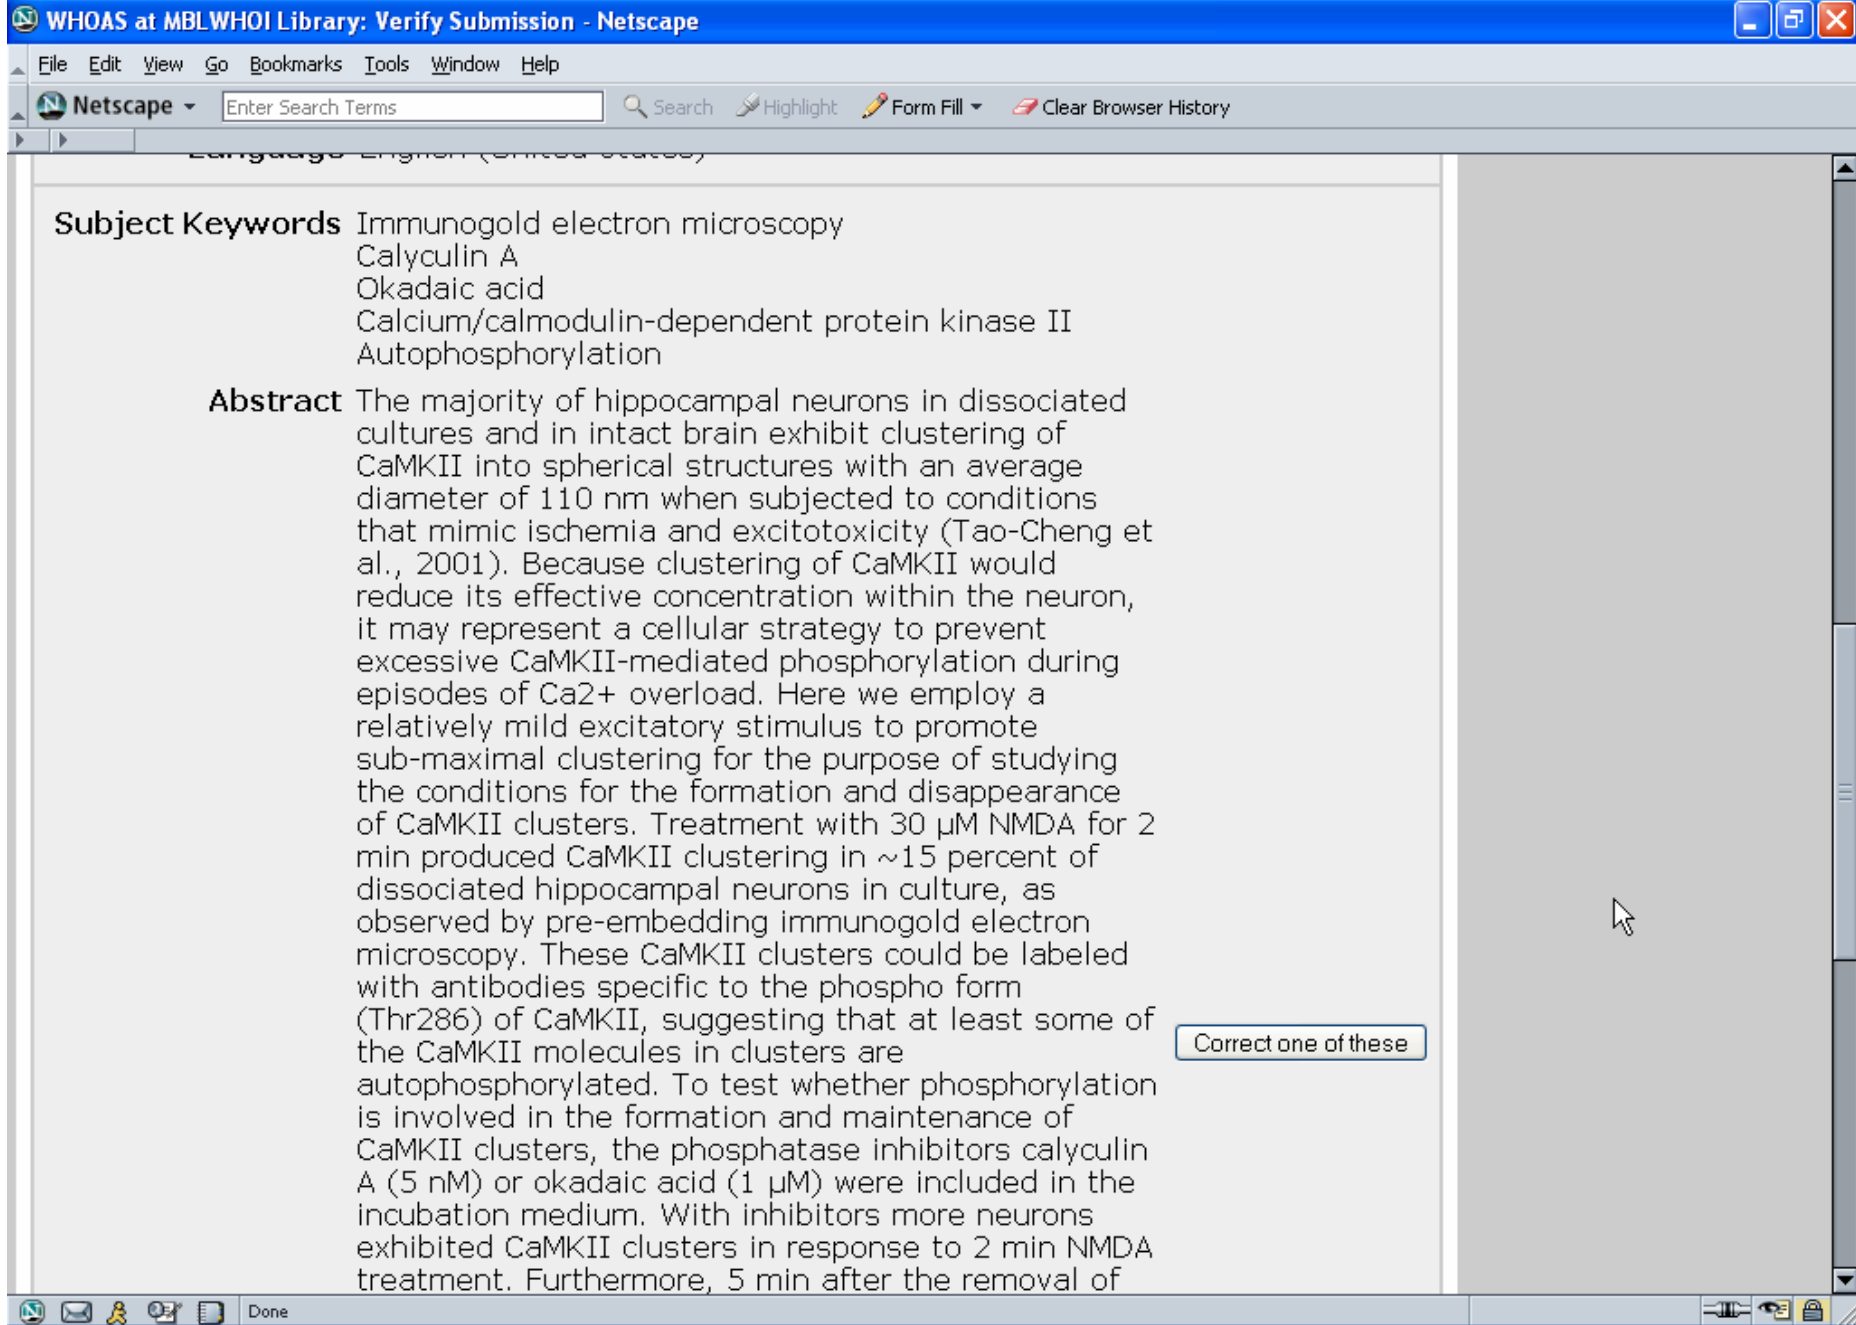 WHOAS at MBLWHOI Library: Verify Submission - Netscape
File Edit View Go Bookmarks Tools Window Help
Netscape Enter Search Terms Search Highlight Form Fill Clear Browser History
Language English (United States)
Subject Keywords Immunogold electron microscopy
Calyculin A
Okadaic acid
Calcium/calmodulin-dependent protein kinase II
Autophosphorylation
Abstract The majority of hippocampal neurons in dissociated
cultures and in intact brain exhibit clustering of
CaMKII into spherical structures with an average
diameter of 110 nm when subjected to conditions
that mimic ischemia and excitotoxicity (Tao-Cheng et
al., 2001). Because clustering of CaMKII would
reduce its effective concentration within the neuron,
it may represent a cellular strategy to prevent
excessive CaMKII-mediated phosphorylation during
episodes of Ca2+ overload. Here we employ a
relatively mild excitatory stimulus to promote
sub-maximal clustering for the purpose of studying
the conditions for the formation and disappearance
of CaMKII clusters. Treatment with 30 µM NMDA for 2
min produced CaMKII clustering in ~15 percent of
dissociated hippocampal neurons in culture, as
observed by pre-embedding immunogold electron
microscopy. These CaMKII clusters could be labeled
with antibodies specific to the phospho form
(Thr286) of CaMKII, suggesting that at least some of
the CaMKII molecules in clusters are
autophosphorylated. To test whether phosphorylation
is involved in the formation and maintenance of
CaMKII clusters, the phosphatase inhibitors calyculin
A (5 nM) or okadaic acid (1 µM) were included in the
incubation medium. With inhibitors more neurons
exhibited CaMKII clusters in response to 2 min NMDA
treatment. Furthermore, 5 min after the removal of
Correct one of these
Done